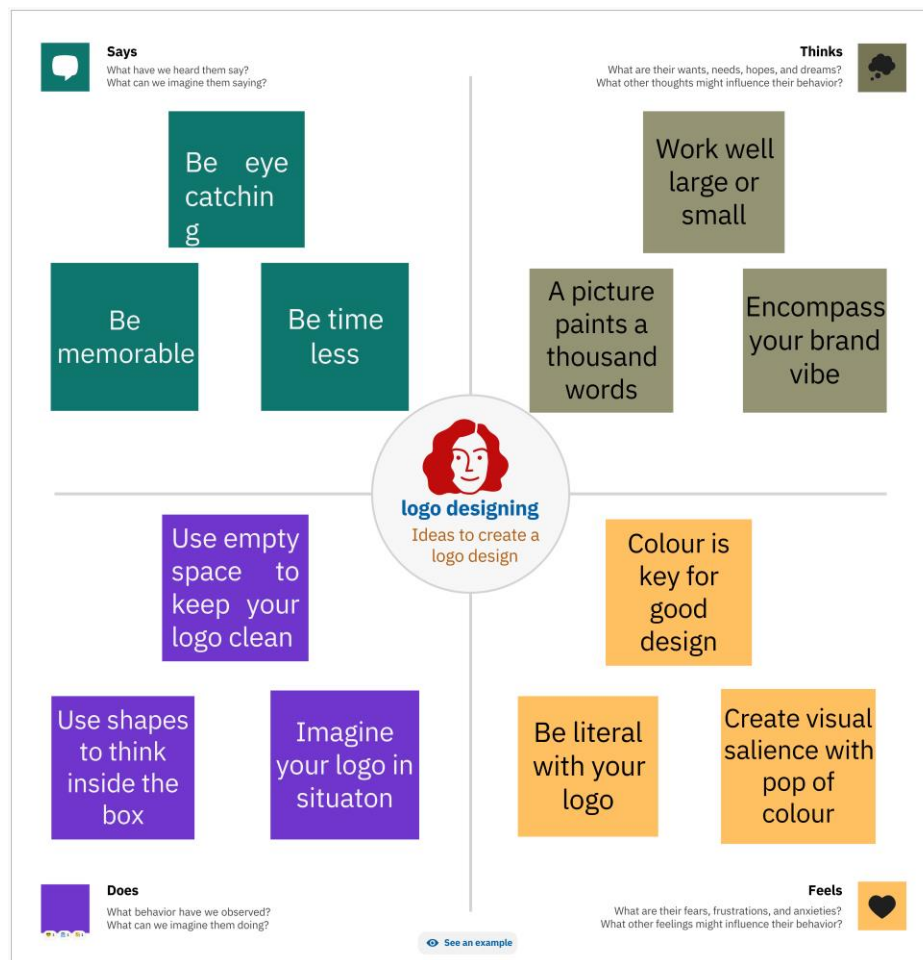 Says
What have we heard them say?
What can we imagine them saying?
Thinks
What are their wants, needs, hopes, and dreams?
What other thoughts might influence their behavior?
Be eye
catchin
g
Be
memorable
Be time
less
Work well
large or
small
A picture
paints a
thousand
words
Encompass
your brand
vibe
logo designing
Ideas to create a
logo design
Use empty
space to
keep your
logo clean
Use shapes
to think
inside the
box
Imagine
your logo in
situaton
Colour is
key for
good
design
Be literal
with your
logo
Create visual
salience with
pop of
colour
Does
What behavior have we observed?
What can we imagine them doing?
Feels
What are their fears, frustrations, and anxieties?
What other feelings might influence their behavior?
See an example